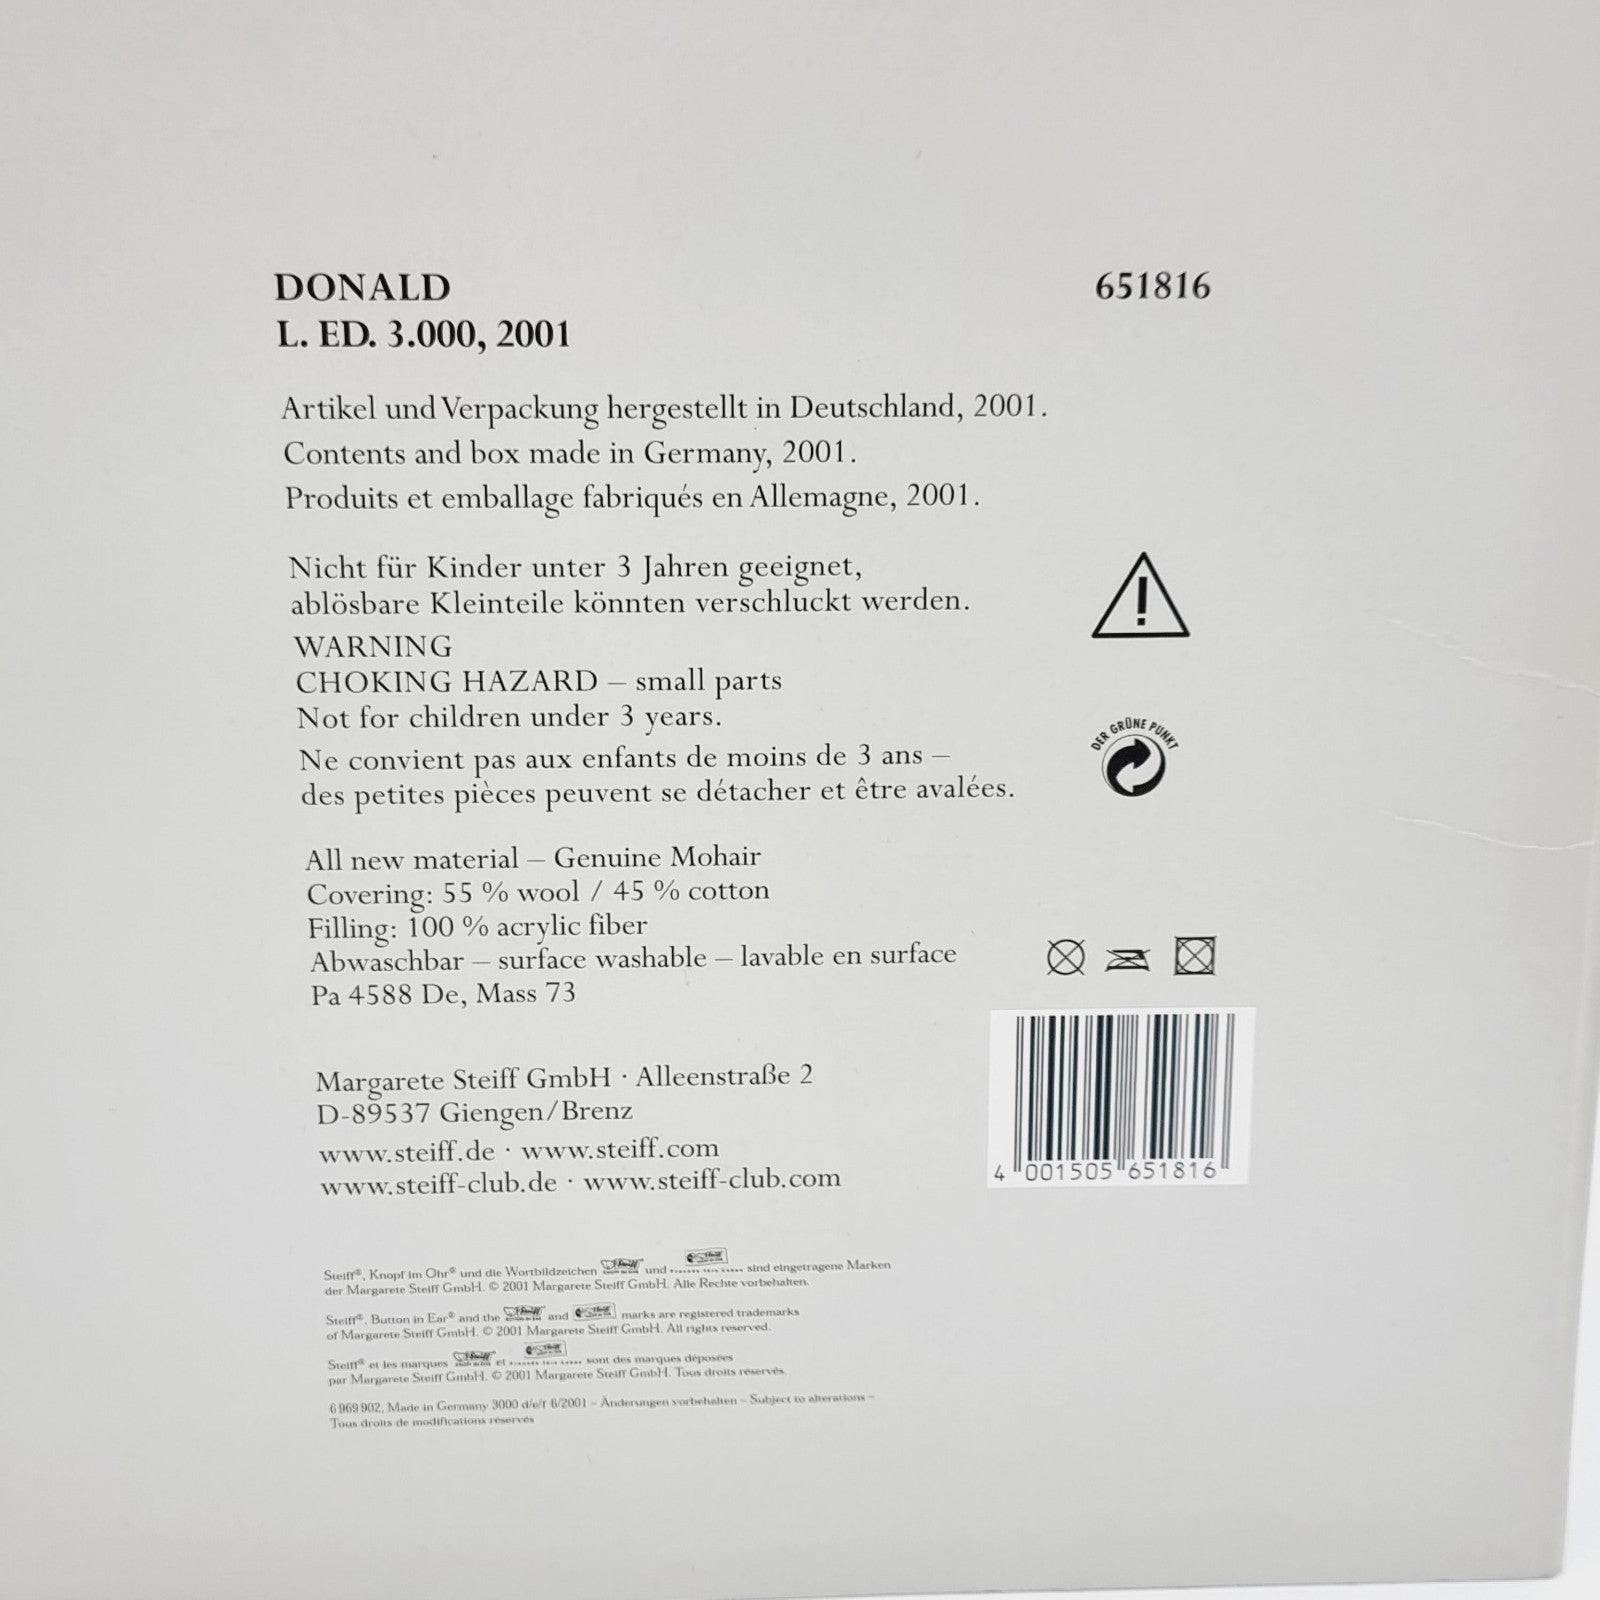 DONALD 651816
L. ED. 3.000, 2001
Artikel und Verpackung hergestellt in Deutschland, 2001.
Contents and box made in Germany, 2001.
Produits et emballage fabriqués en Allemagne, 2001.
Nicht für Kinder unter 3 Jahren geeignet,
ablösbare Kleinteile könnten verschluckt werden.
WARNING
CHOKING HAZARD – small parts
Not for children under 3 years.
DER GRÜNE PUNKT
Ne convient pas aux enfants de moins de 3 ans –
des petites pièces peuvent se détacher et être avalées.
All new material – Genuine Mohair
Covering: 55 % wool / 45 % cotton
Filling: 100 % acrylic fiber
Abwaschbar – surface washable – lavable en surface
Pa 4588 De, Mass 73
Margarete Steiff GmbH · Alleenstraße 2
D-89537 Giengen/Brenz
www.steiff.de · www.steiff.com
www.steiff-club.de · www.steiff-club.com
4 001505 651816
Steiff®, Knopf im Ohr® und die Wortbildzeichen und sind eingetragene Marken
der Margarete Steiff GmbH. © 2001 Margarete Steiff GmbH. Alle Rechte vorbehalten.
Steiff®, Button in Ear® and the and marks are registered trademarks
of Margarete Steiff GmbH. © 2001 Margarete Steiff GmbH. All rights reserved.
Steiff® et les marques et sont des marques déposées
par Margarete Steiff GmbH. © 2001 Margarete Steiff GmbH. Tous droits réservés.
6 969 902, Made in Germany 3000 d/e/f 6/2001 – Änderungen vorbehalten – Subject to alterations –
Tous droits de modifications réservés